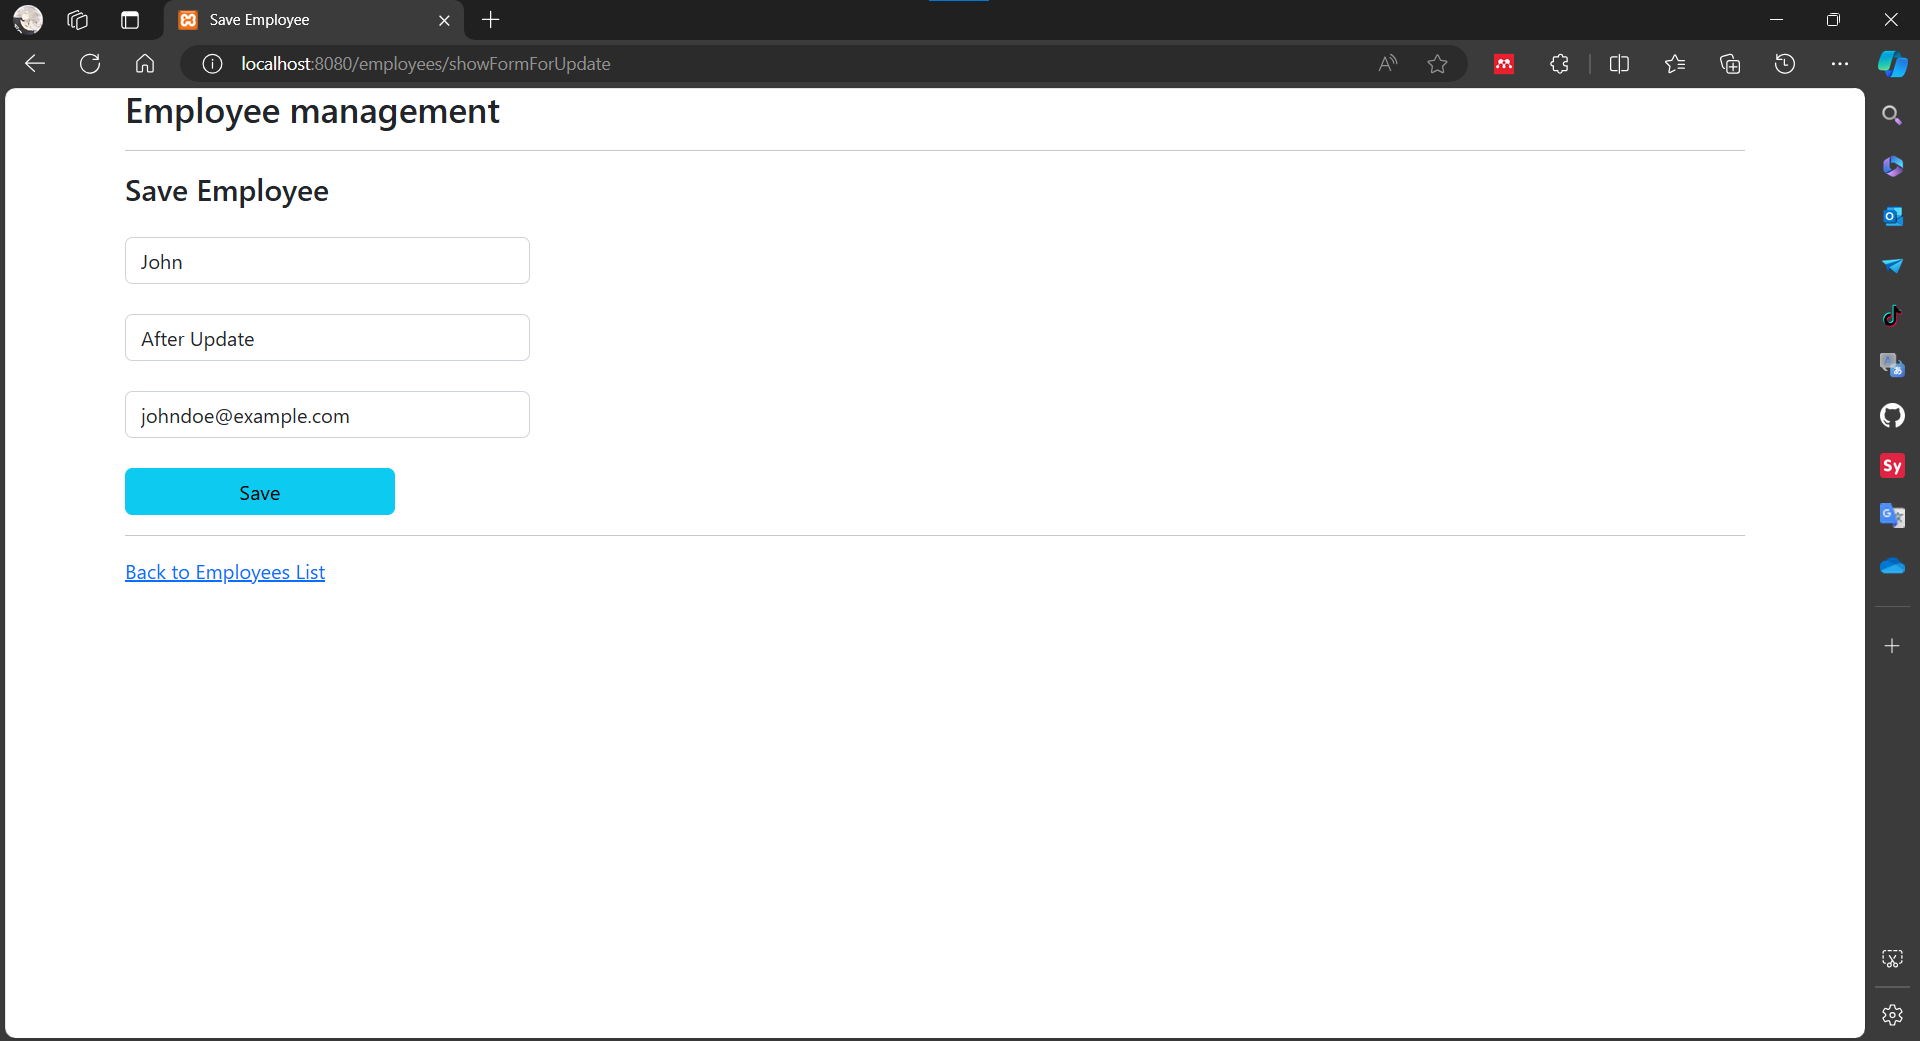 Save Employee
localhost:8080/employees/showFormForUpdate
Employee management
Save Employee
John
After Update
johndoe@example.com
Save
Back to Employees List
Sy